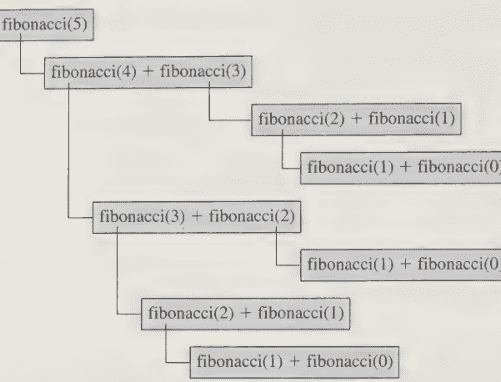 fibonacci(5)
fibonacci(4) + fibonacci(3)
fibonacci(2) + fibonacci(1)
fibonacci(1) + fibonacci(0)
fibonacci(3) + fibonacci(2)
fibonacci(1) + fibonacci(0)
fibonacci(2) + fibonacci(1)
fibonacci(1) + fibonacci(0)